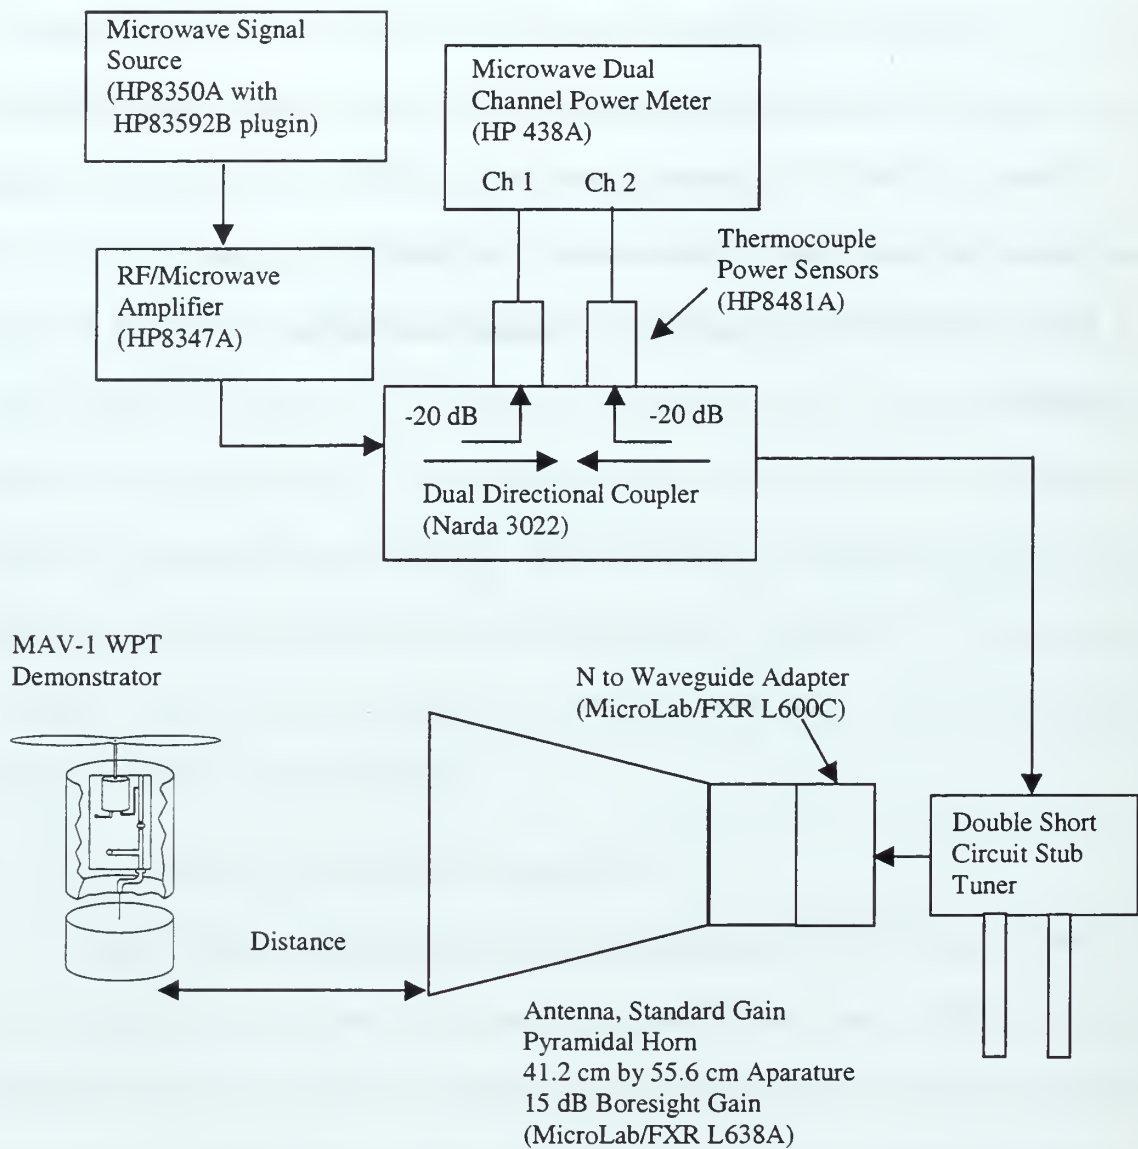 Microwave Signal
Source
(HP8350A with
HP83592B plugin)
Microwave Dual
Channel Power Meter
(HP 438A)
Ch 1 Ch 2
Thermocouple
Power Sensors
(HP8481A)
RF/Microwave
Amplifier
(HP8347A)
-20 dB -20 dB
Dual Directional Coupler
(Narda 3022)
MAV-1 WPT
Demonstrator
N to Waveguide Adapter
(MicroLab/FXR L600C)
Double Short
Circuit Stub
Tuner
Distance
Antenna, Standard Gain
Pyramidal Horn
41.2 cm by 55.6 cm Aparature
15 dB Boresight Gain
(MicroLab/FXR L638A)